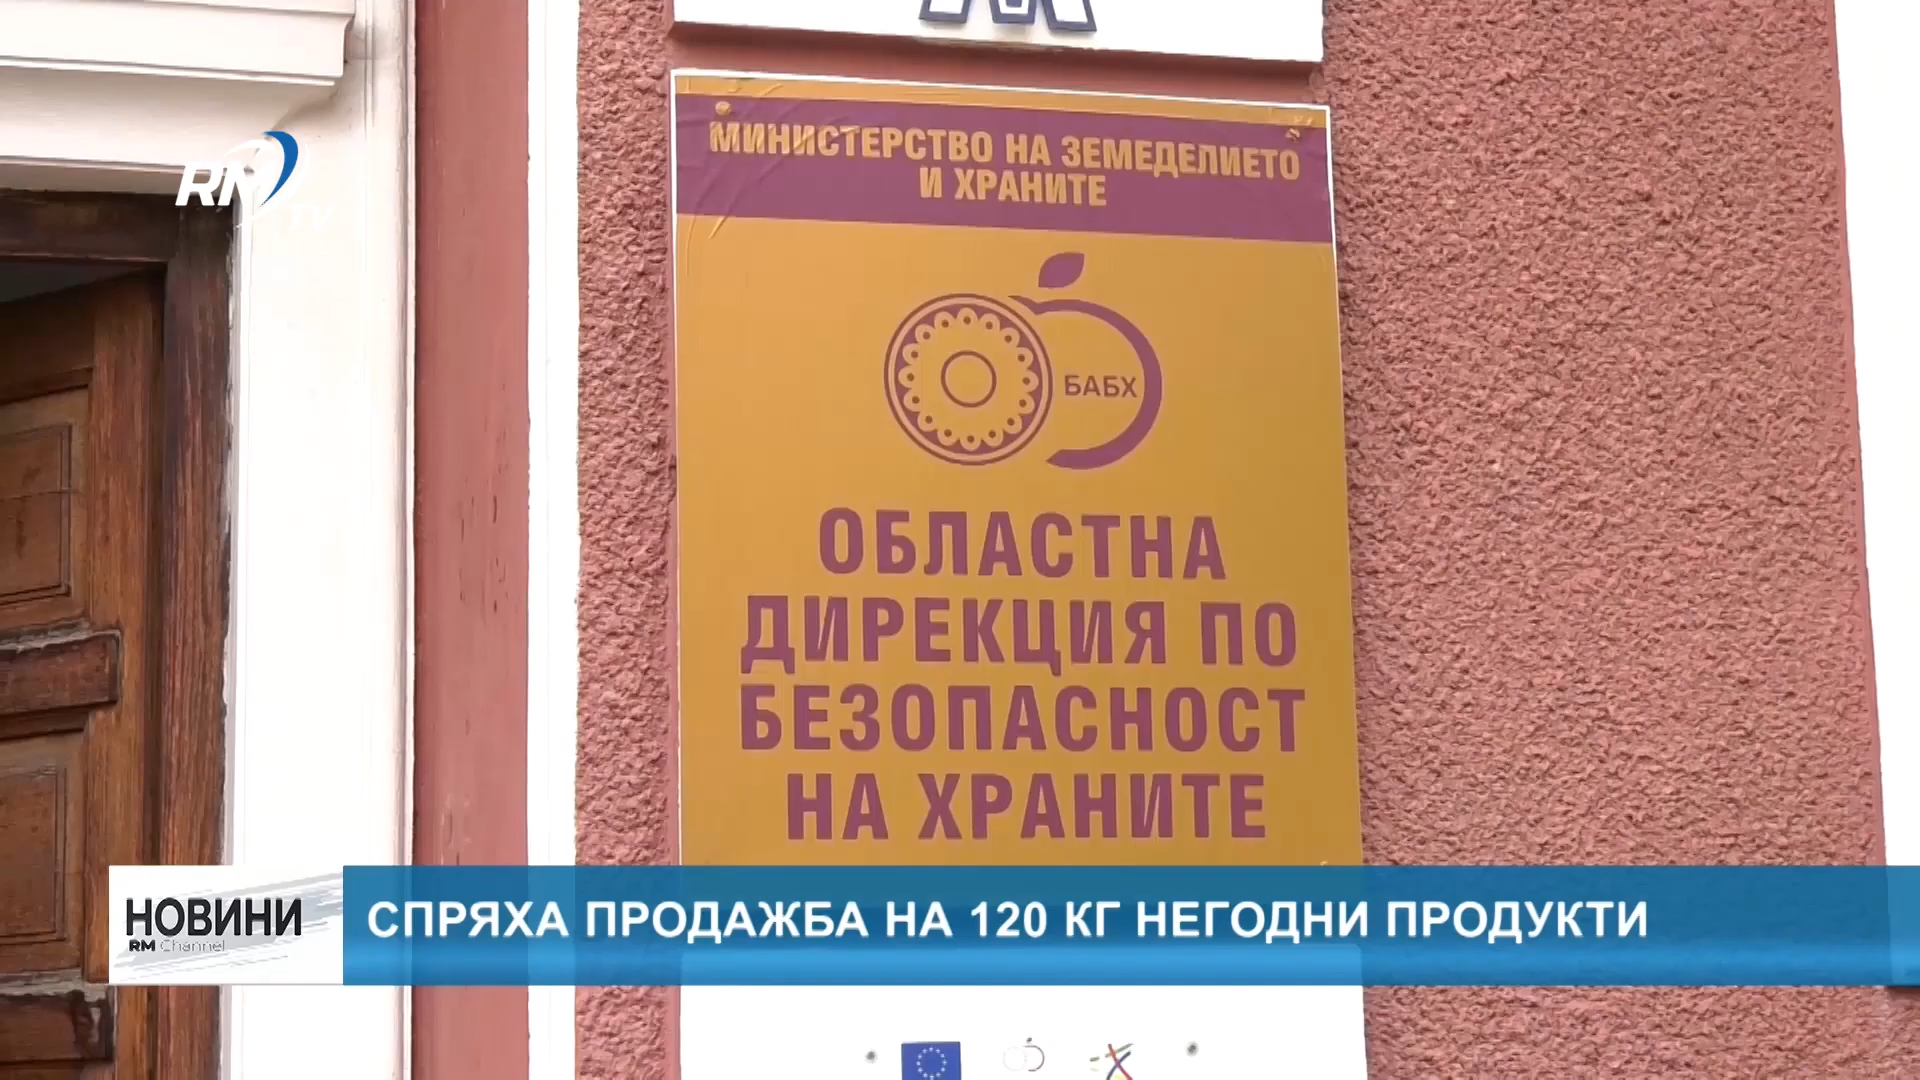 МИНИСТЕРСТВО НА ЗЕМЕДЕЛИЕТО
И ХРАНИТЕ
RM
TV
БАБХ
ОБЛАСТНА
ДИРЕКЦИЯ ПО
БЕЗОПАСНОСТ
НА ХРАНИТЕ
НОВИНИ
RM Channel
СПРЯХА ПРОДАЖБА НА 120 КГ НЕГОДНИ ПРОДУКТИ